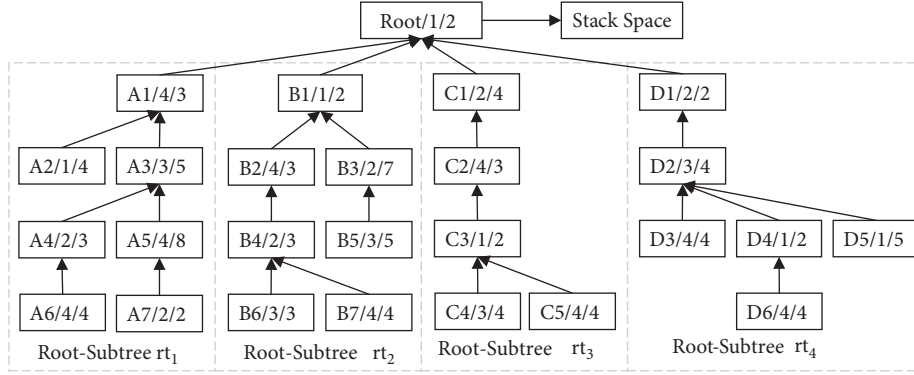 Root/1/2 Stack Space
A1/4/3 B1/1/2 C1/2/4 D1/2/2
A2/1/4 A3/3/5 B2/4/3 B3/2/7 C2/4/3 D2/3/4
A4/2/3 A5/4/8 B4/2/3 B5/3/5 C3/1/2 D3/4/4 D4/1/2 D5/1/5
A6/4/4 A7/2/2 B6/3/3 B7/4/4 C4/3/4 C5/4/4 D6/4/4
Root-Subtree rt₁ Root-Subtree rt₂ Root-Subtree rt₃ Root-Subtree rt₄